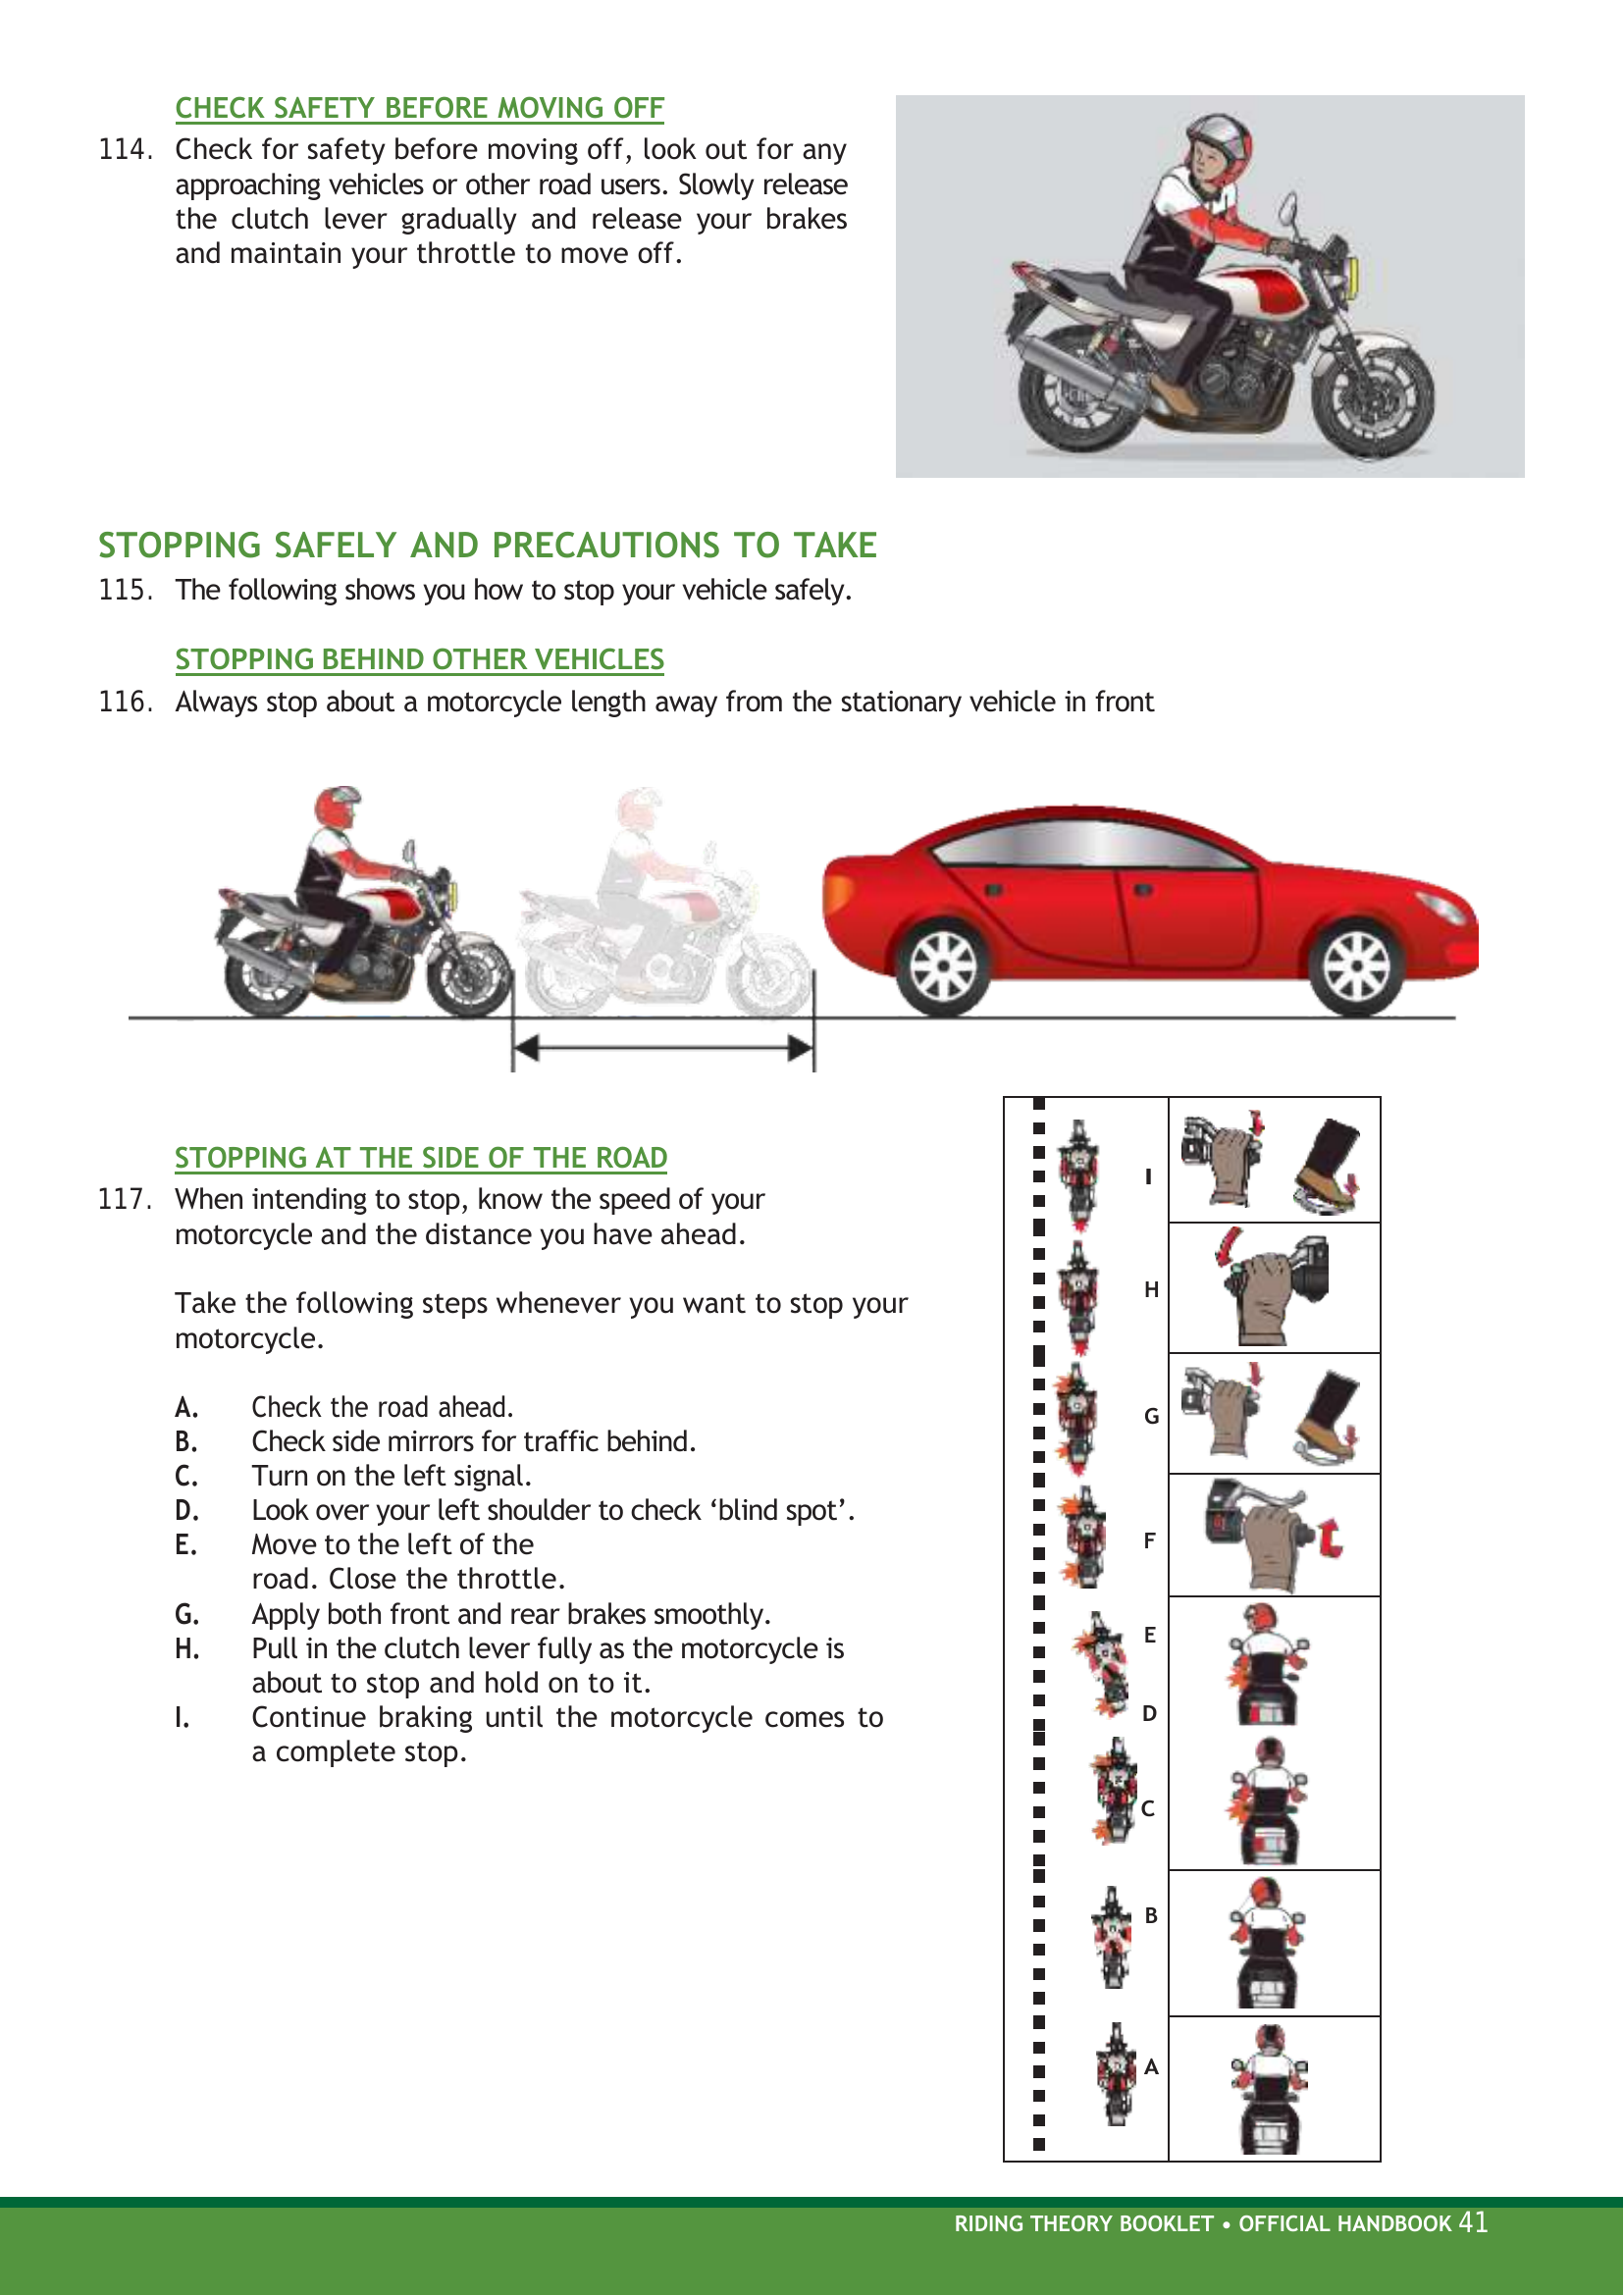 CHECK SAFETY BEFORE MOVING OFF
114. Check for safety before moving off, look out for any
approaching vehicles or other road users. Slowly release
the clutch lever gradually and release your brakes
and maintain your throttle to move off.
STOPPING SAFELY AND PRECAUTIONS TO TAKE
115. The following shows you how to stop your vehicle safely.
STOPPING BEHIND OTHER VEHICLES
116. Always stop about a motorcycle length away from the stationary vehicle in front
STOPPING AT THE SIDE OF THE ROAD
117. When intending to stop, know the speed of your
motorcycle and the distance you have ahead.
Take the following steps whenever you want to stop your
motorcycle.
A. Check the road ahead.
B. Check side mirrors for traffic behind.
C. Turn on the left signal.
D. Look over your left shoulder to check ‘blind spot’.
E. Move to the left of the
road. Close the throttle.
G. Apply both front and rear brakes smoothly.
H. Pull in the clutch lever fully as the motorcycle is
about to stop and hold on to it.
I. Continue braking until the motorcycle comes to
a complete stop.
I
H
G
F
E
D
C
B
A
RIDING THEORY BOOKLET • OFFICIAL HANDBOOK 41